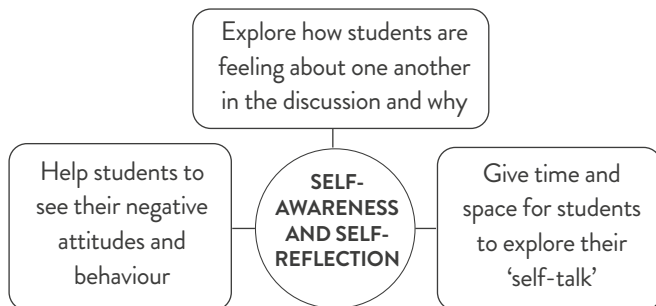 Explore how students are
feeling about one another
in the discussion and why
Help students to
see their negative
attitudes and
behaviour
SELF-
AWARENESS
AND SELF-
REFLECTION
Give time and
space for students
to explore their
‘self-talk’